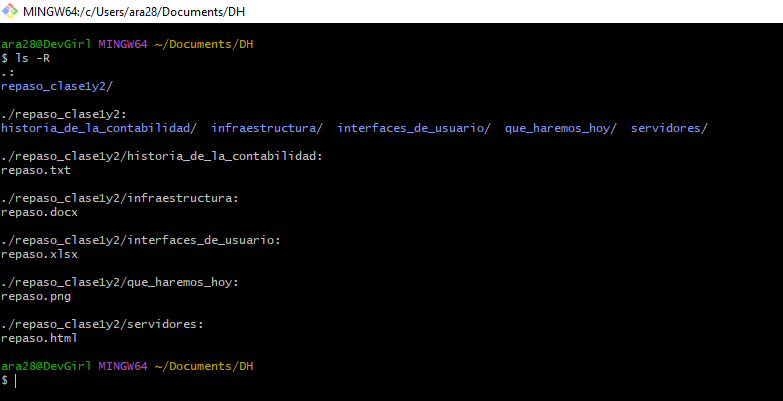 MINGW64:/c/Users/ara28/Documents/DH
ara28@DevGirl MINGW64 ~/Documents/DH
$ ls -R
.:
repaso_clase1y2/
./repaso_clase1y2:
historia_de_la_contabilidad/  infraestructura/  interfaces_de_usuario/  que_haremos_hoy/  servidores/
./repaso_clase1y2/historia_de_la_contabilidad:
repaso.txt
./repaso_clase1y2/infraestructura:
repaso.docx
./repaso_clase1y2/interfaces_de_usuario:
repaso.xlsx
./repaso_clase1y2/que_haremos_hoy:
repaso.png
./repaso_clase1y2/servidores:
repaso.html
ara28@DevGirl MINGW64 ~/Documents/DH
$